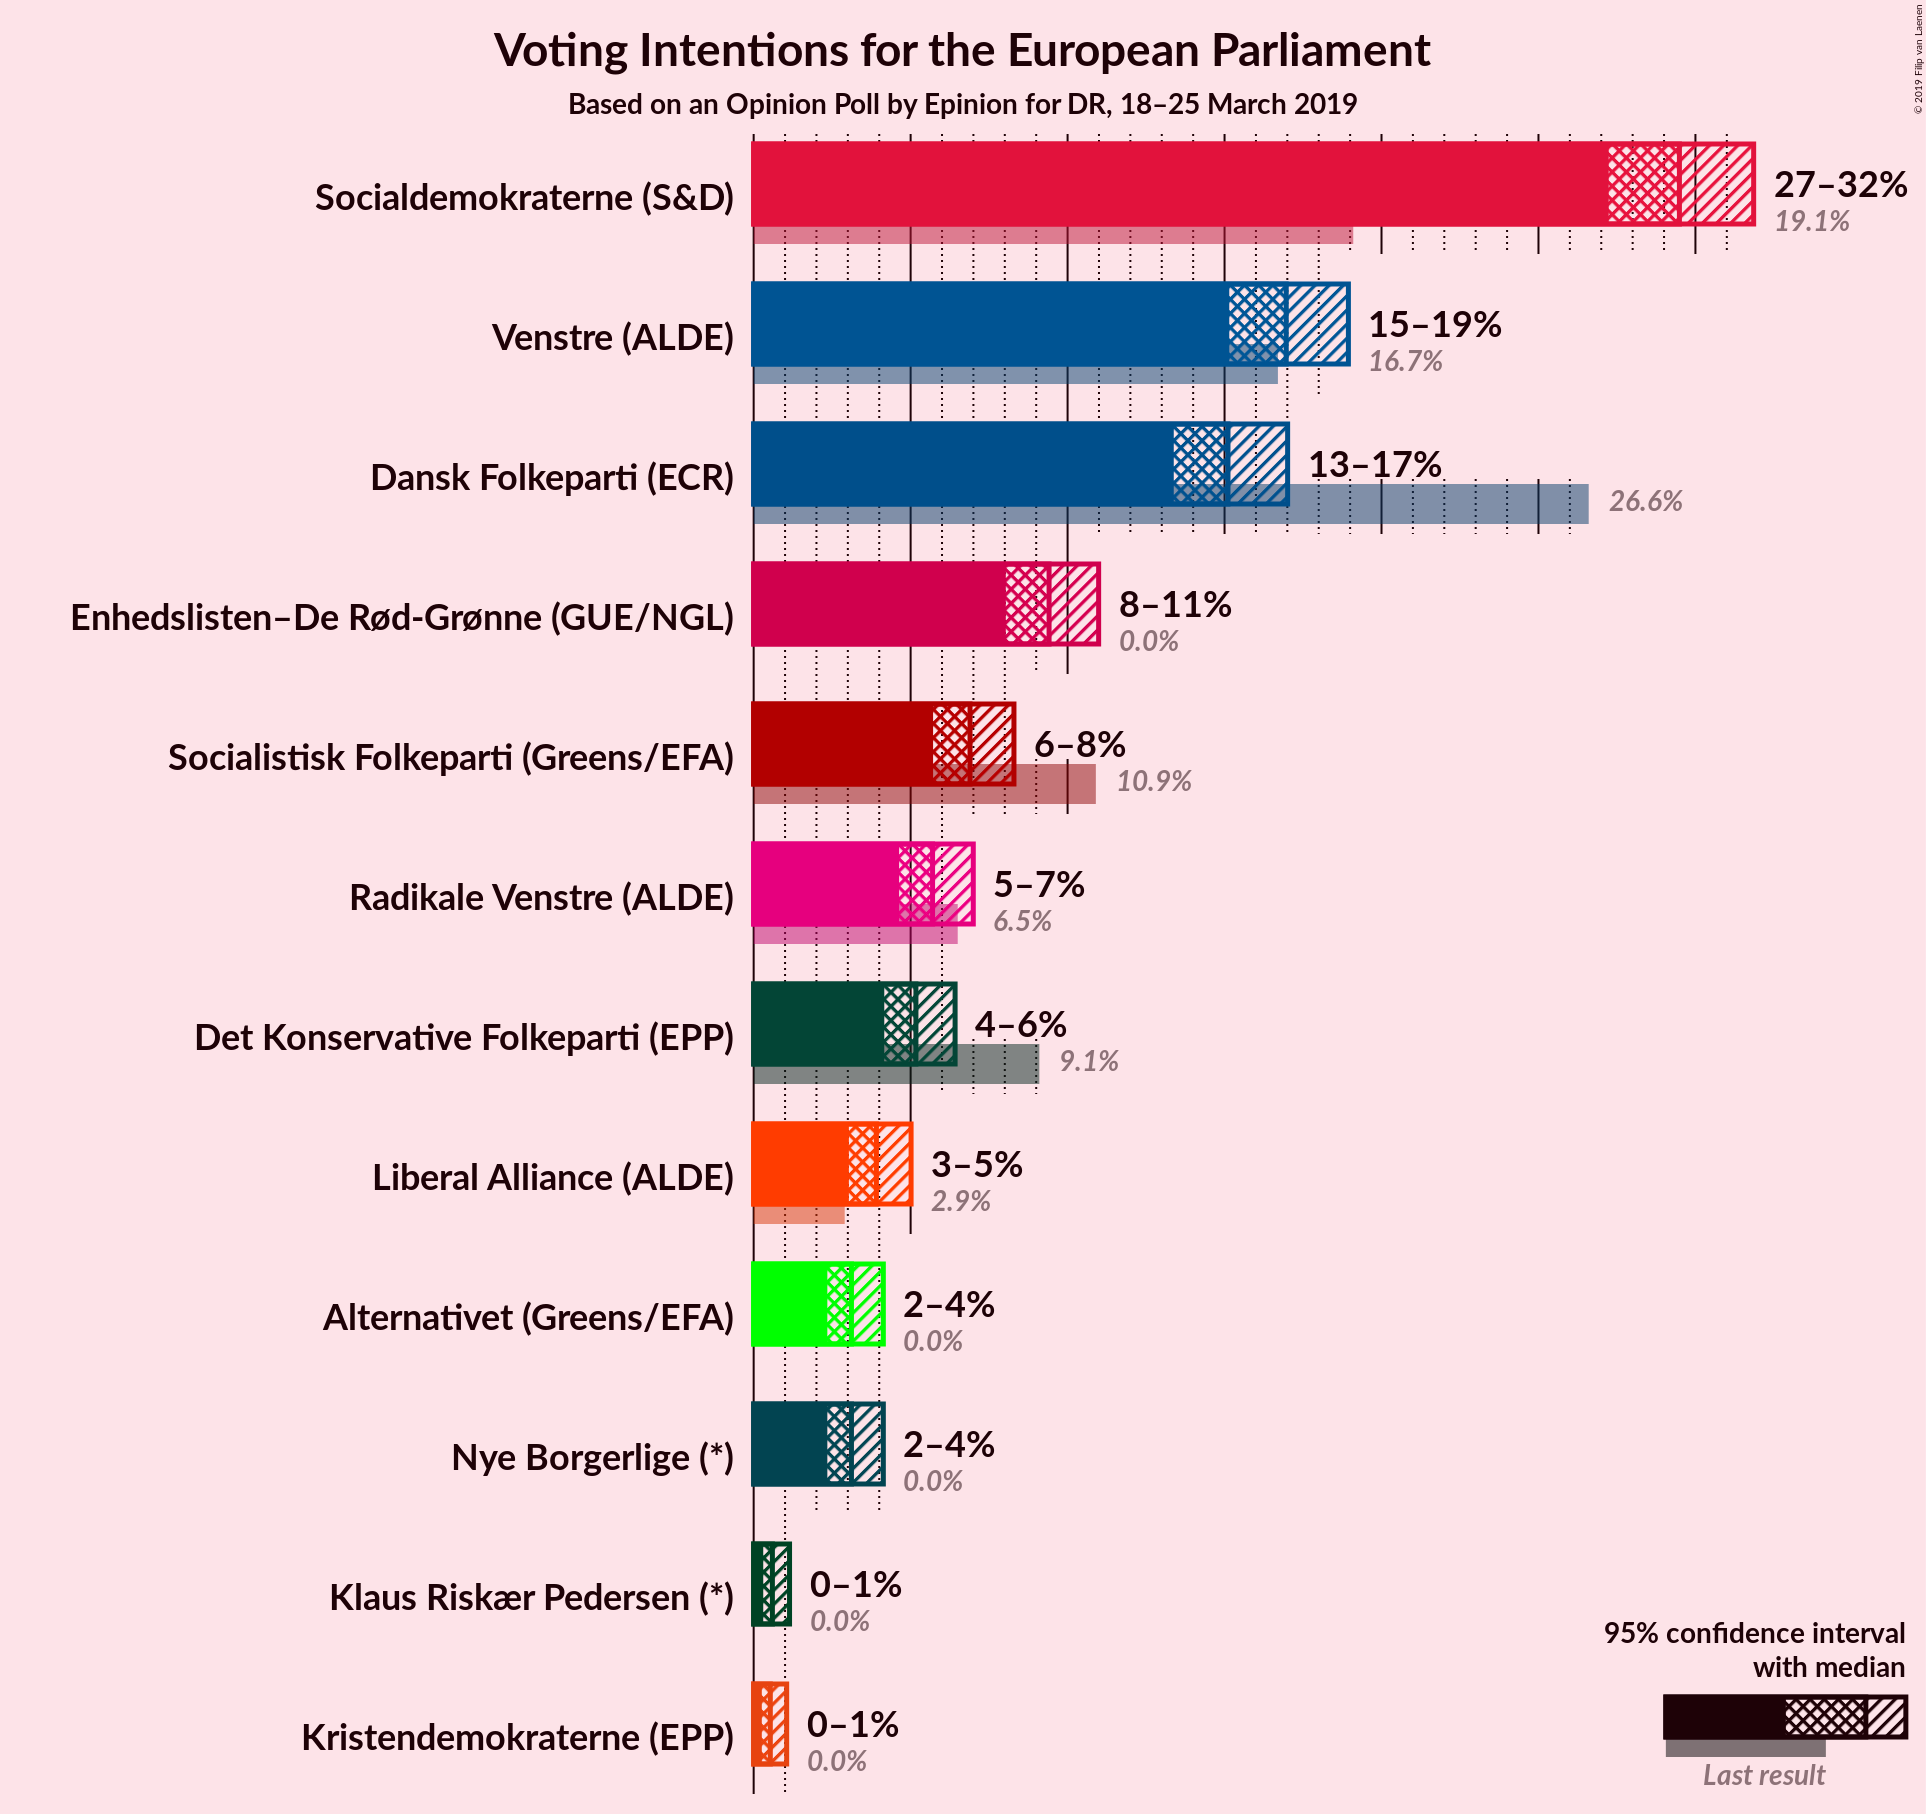 Voting Intentions for the European Parliament
Based on an Opinion Poll by Epinion for DR, 18–25 March 2019
© 2019 Filip van Laenen
Socialdemokraterne (S&D)
27–32%
19.1%
Venstre (ALDE)
15–19%
16.7%
Dansk Folkeparti (ECR)
13–17%
26.6%
Enhedslisten–De Rød-Grønne (GUE/NGL)
8–11%
0.0%
Socialistisk Folkeparti (Greens/EFA)
6–8%
10.9%
Radikale Venstre (ALDE)
5–7%
6.5%
Det Konservative Folkeparti (EPP)
4–6%
9.1%
Liberal Alliance (ALDE)
3–5%
2.9%
Alternativet (Greens/EFA)
2–4%
0.0%
Nye Borgerlige (*)
2–4%
0.0%
Klaus Riskær Pedersen (*)
0–1%
0.0%
Kristendemokraterne (EPP)
0–1%
0.0%
95% confidence interval
with median
Last result